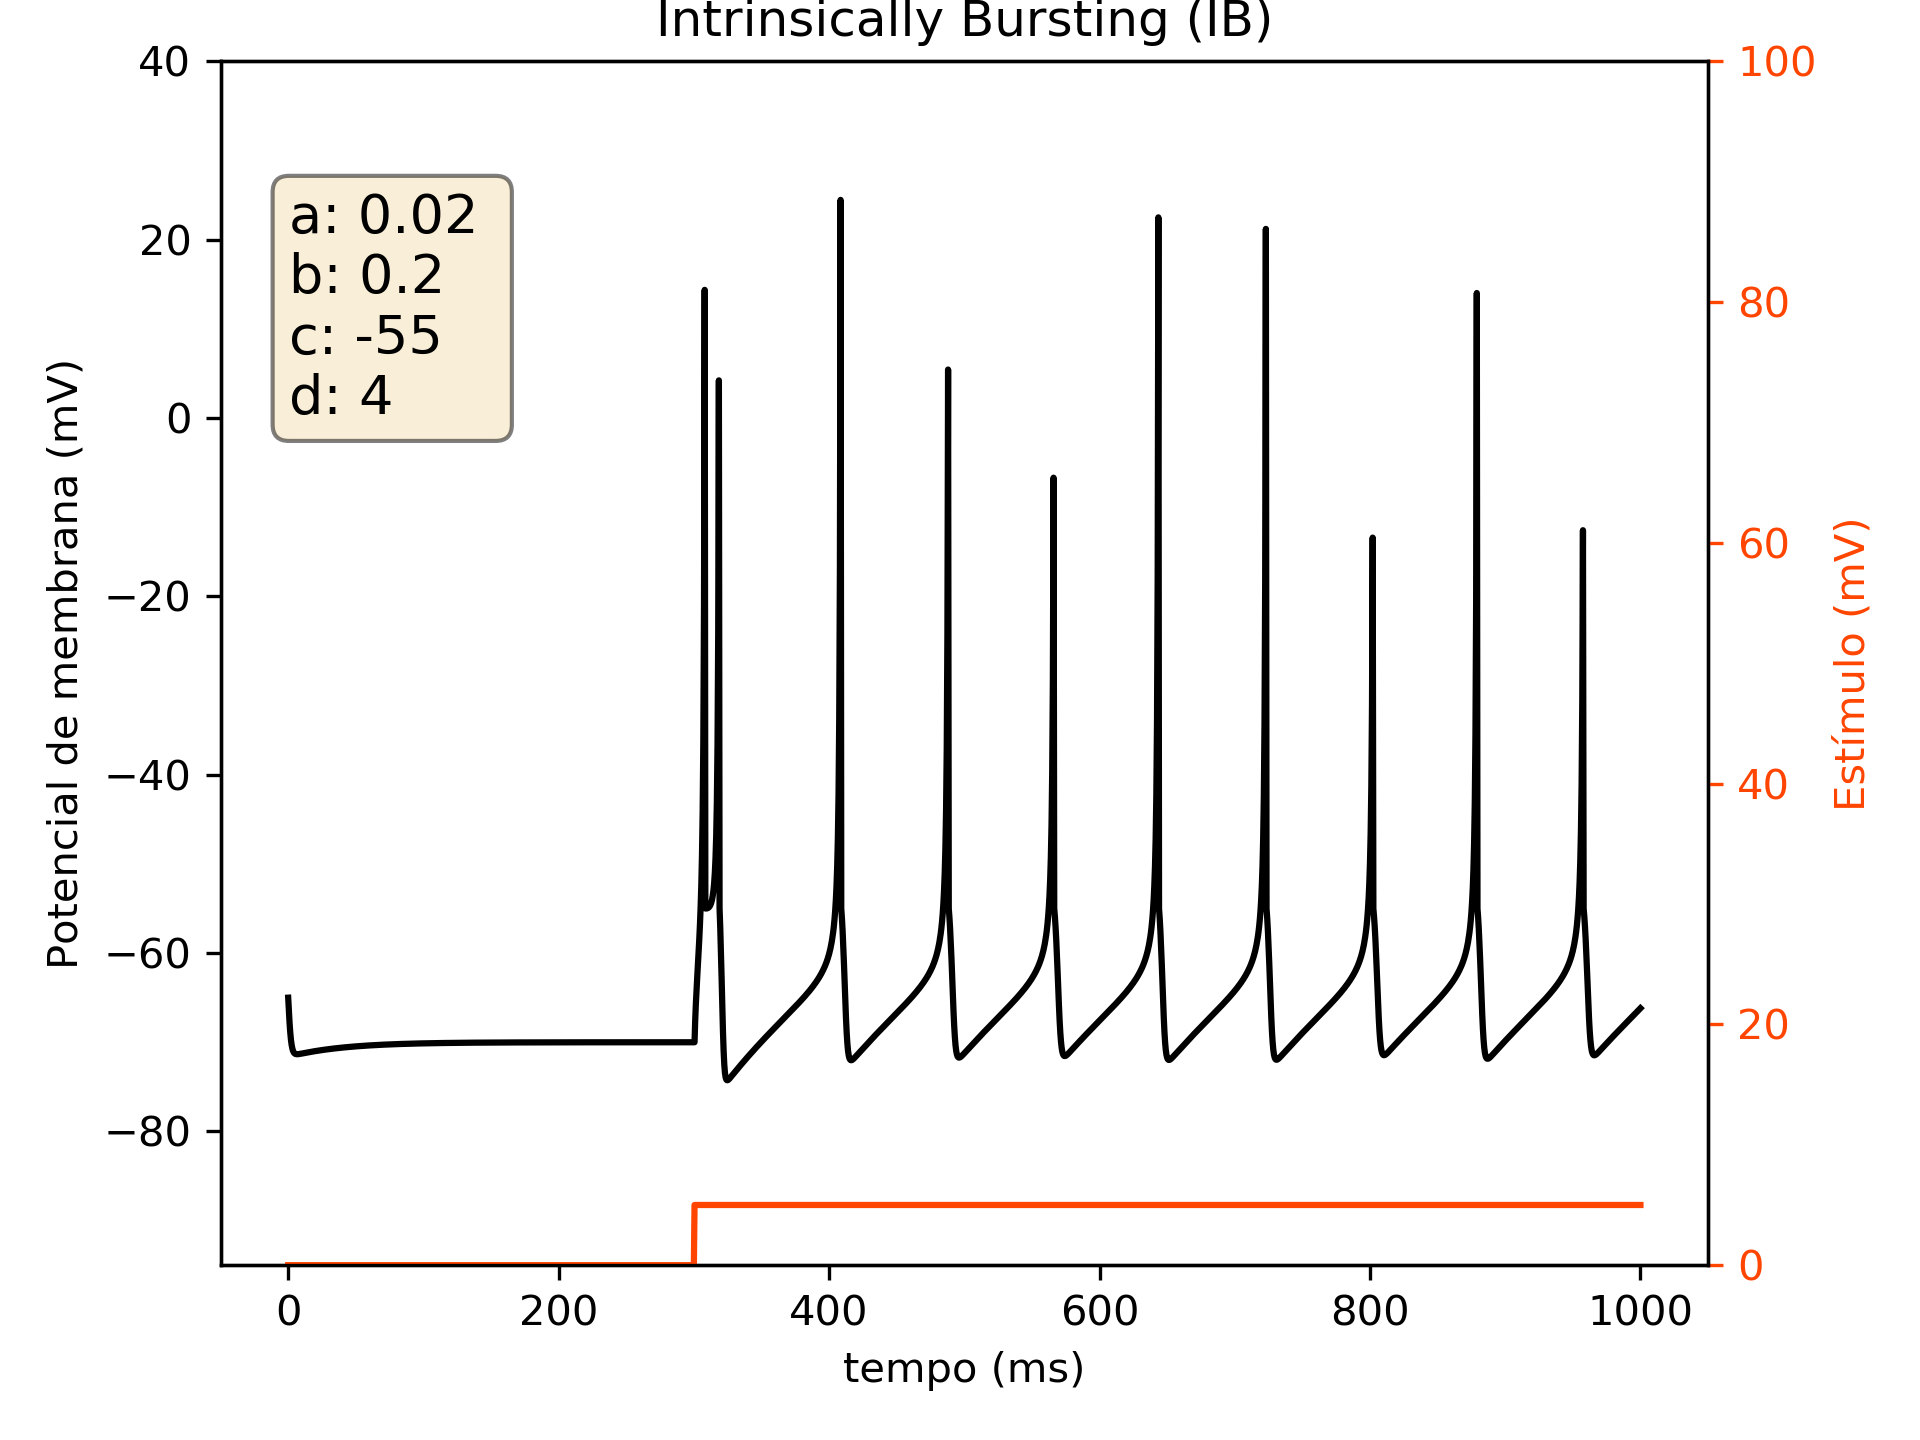 Intrinsically Bursting (IB)
40
20
0
−20
−40
−60
−80
Potencial de membrana (mV)
a: 0.02
b: 0.2
c: -55
d: 4
100
80
60
40
20
0
Estímulo (mV)
0 200 400 600 800 1000
tempo (ms)